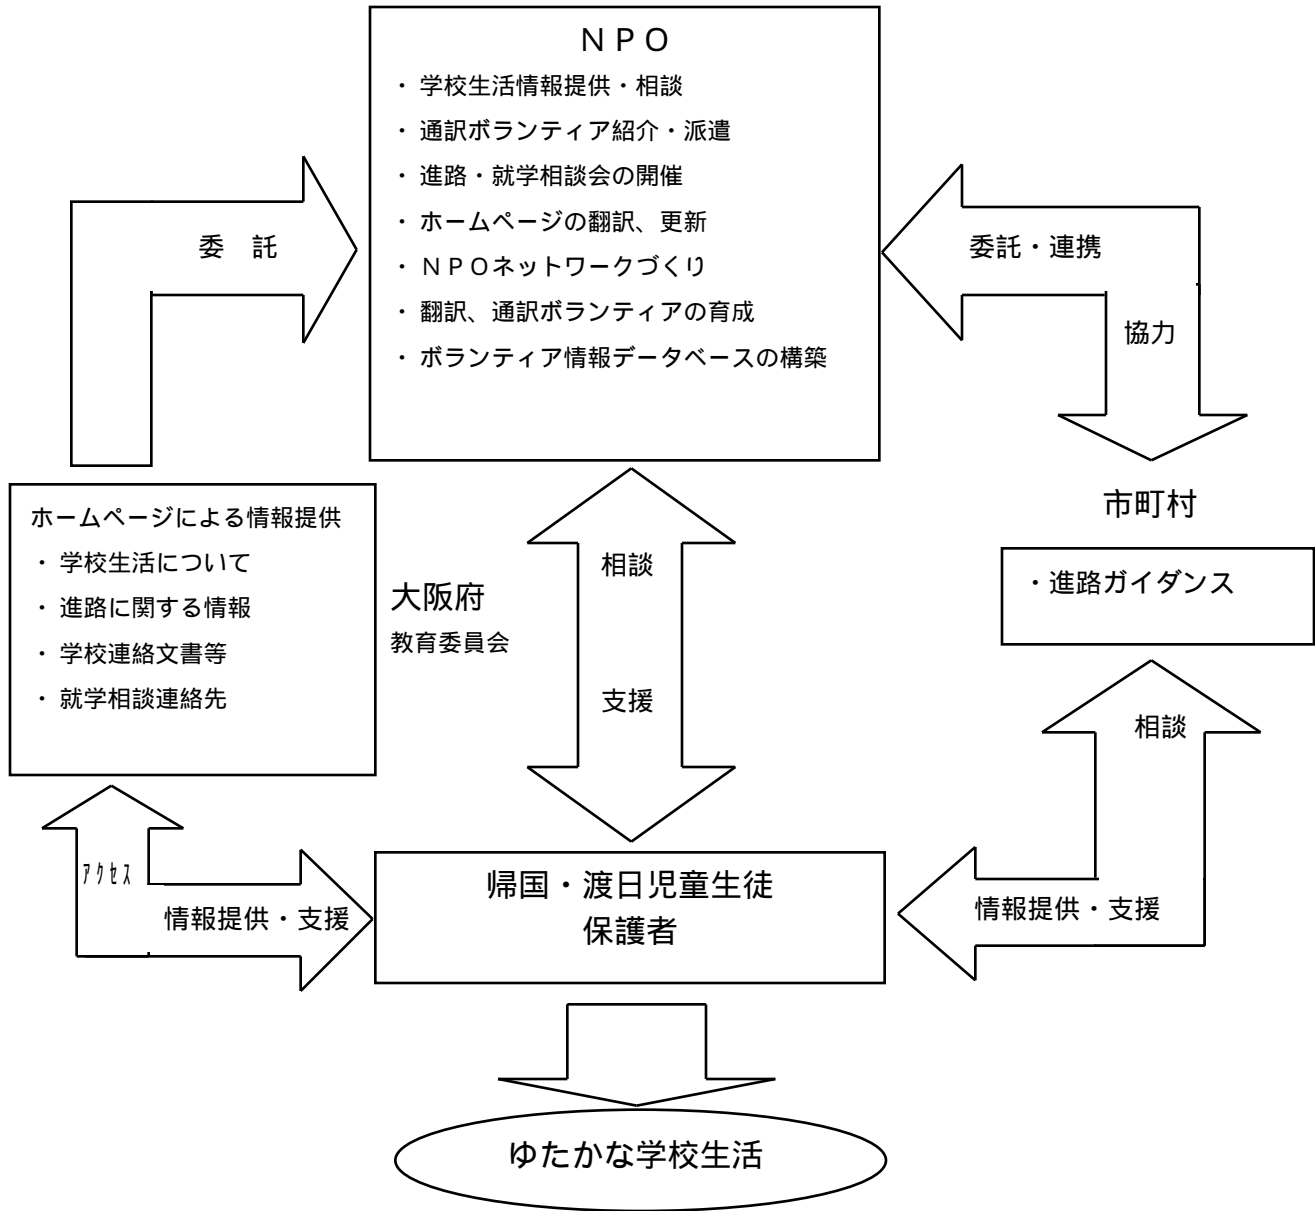 ＮＰＯ
・ 学校生活情報提供・相談
・ 通訳ボランティア紹介・派遣
・ 進路・就学相談会の開催
・ ホームページの翻訳、更新
・ ＮＰＯネットワークづくり
・ 翻訳、通訳ボランティアの育成
・ ボランティア情報データベースの構築
委　託
委託・連携
協力
市町村
・進路ガイダンス
ホームページによる情報提供
・ 学校生活について
・ 進路に関する情報
・ 学校連絡文書等
・ 就学相談連絡先
大阪府
教育委員会
相談
支援
相談
アクセス
情報提供・支援
帰国・渡日児童生徒
保護者
情報提供・支援
ゆたかな学校生活